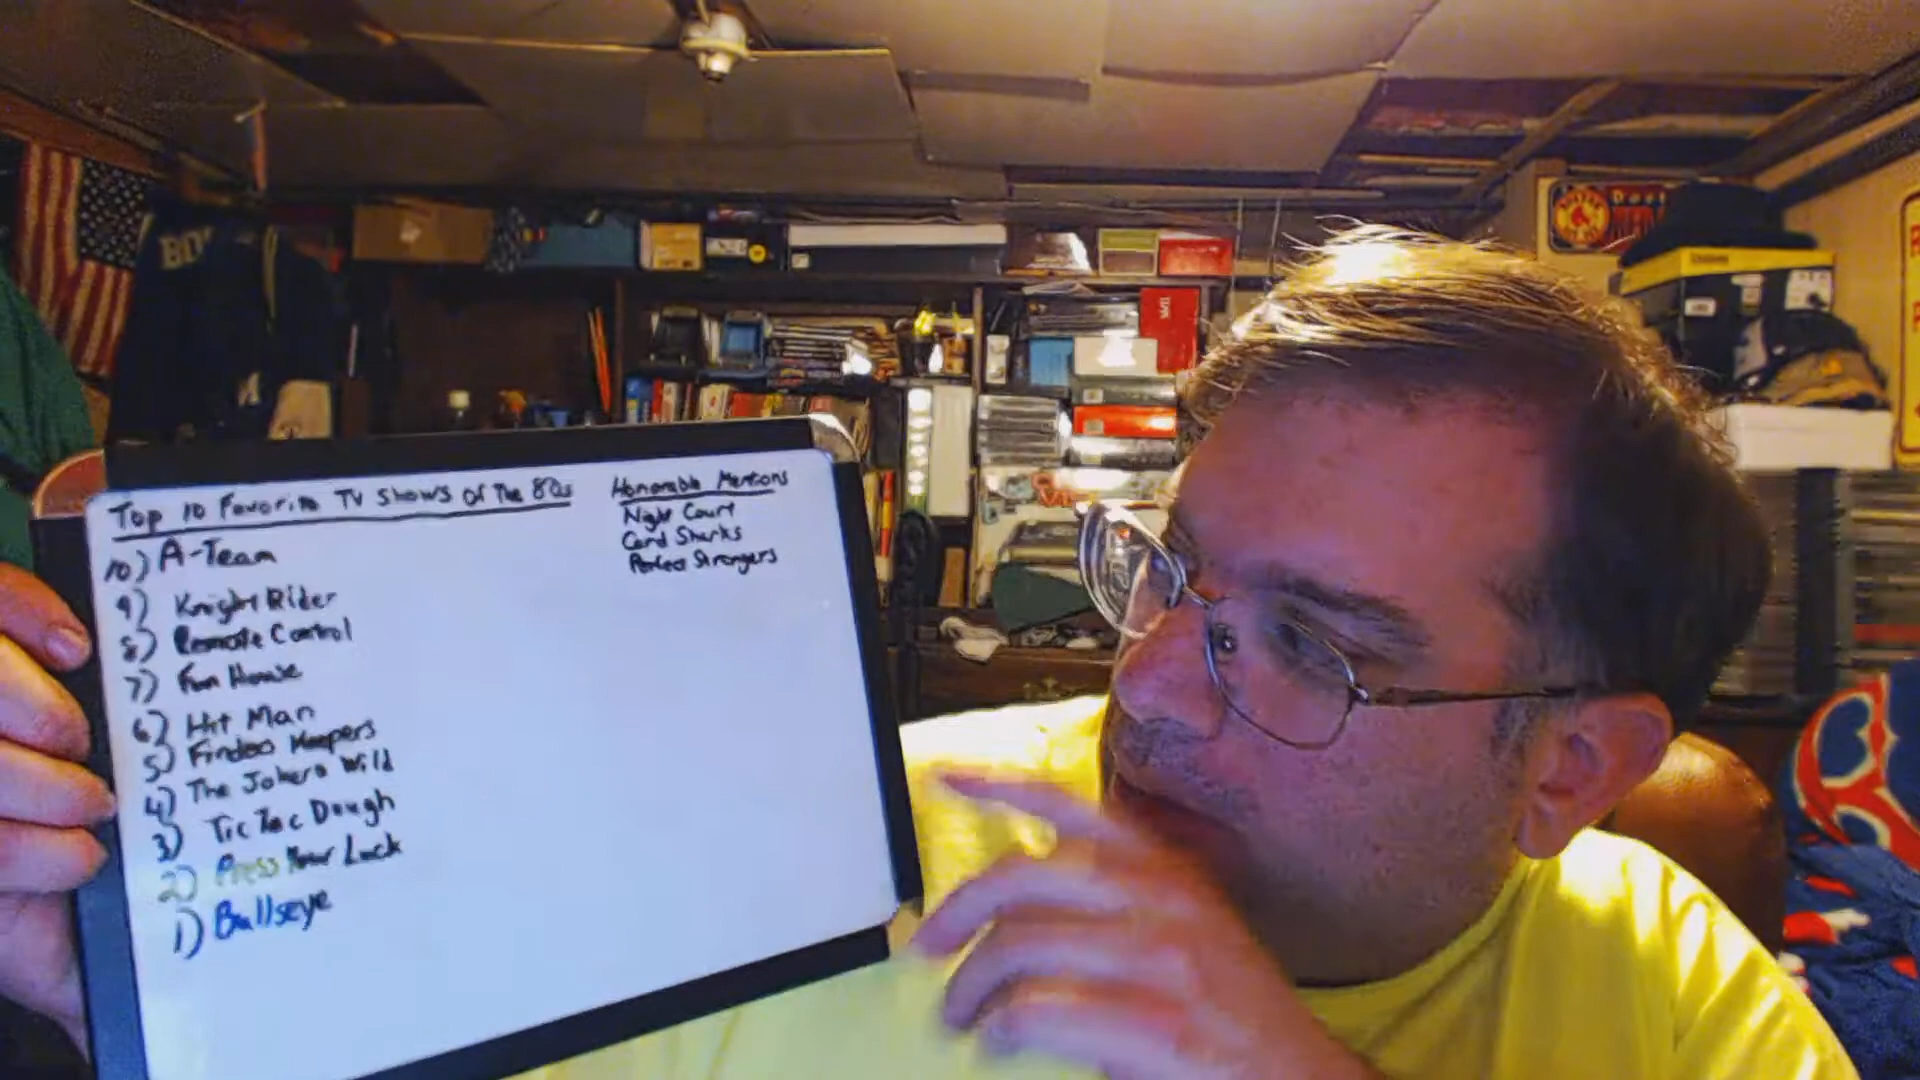 Top 10 Favorite TV Shows Of The 80s
10) A-Team
9) Knight Rider
8) Remote Control
7) Fun House
6) Hit Man
5) Finders Keepers
4) The Jokers Wild
3) Tic Tac Dough
2) Press Your Luck
1) Bullseye
Honorable Mentions
Night Court
Card Sharks
Perfect Strangers
Wii